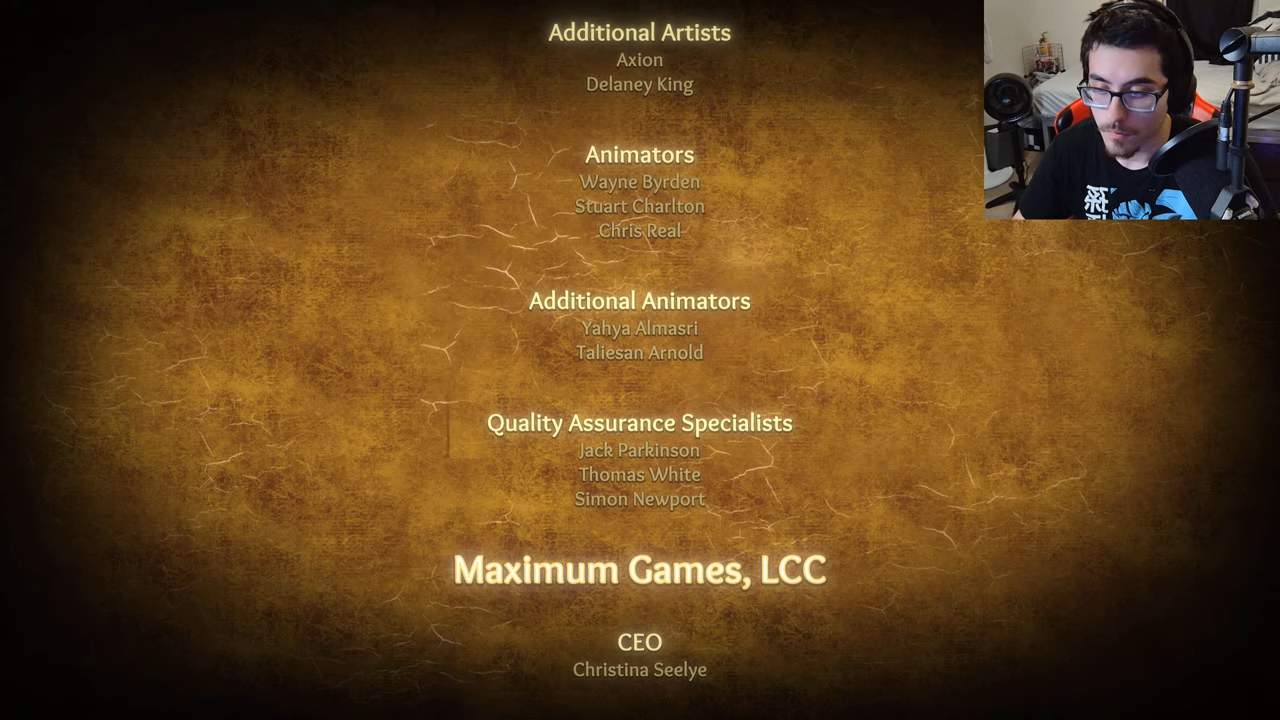 Additional Artists
Axion
Delaney King
Animators
Wayne Byrden
Stuart Charlton
Chris Real
Additional Animators
Yahya Almasri
Taliesan Arnold
Quality Assurance Specialists
Jack Parkinson
Thomas White
Simon Newport
Maximum Games, LCC
CEO
Christina Seelye